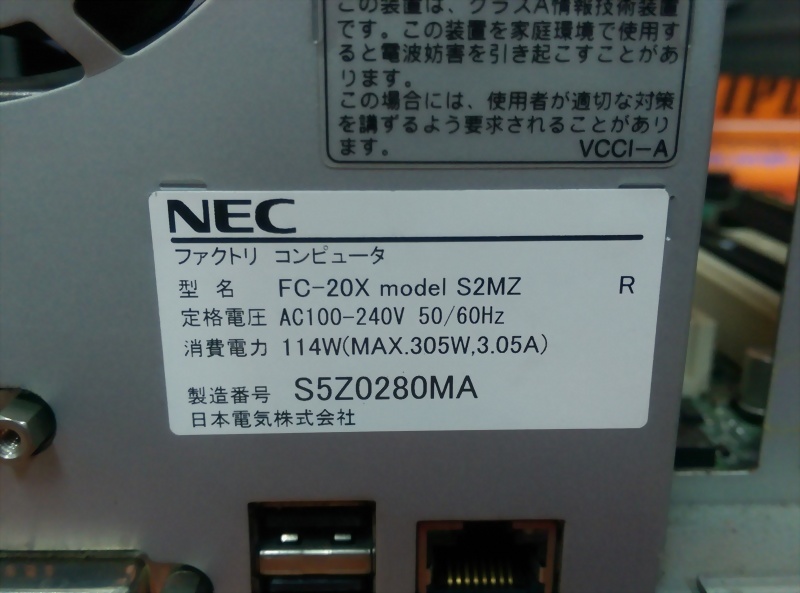 この装置は、クラスA情報技術装置
です。この装置を家庭環境で使用す
ると電波妨害を引き起こすことがあ
ります。
この場合には、使用者が適切な対策
を講ずるよう要求されることがあり
ます。
VCCI-A
NEC
ファクトリ コンピュータ
型 名 FC-20X model S2MZ R
定格電圧 AC100-240V 50/60Hz
消費電力 114W(MAX.305W,3.05A)
製造番号 S5Z0280MA
日本電気株式会社